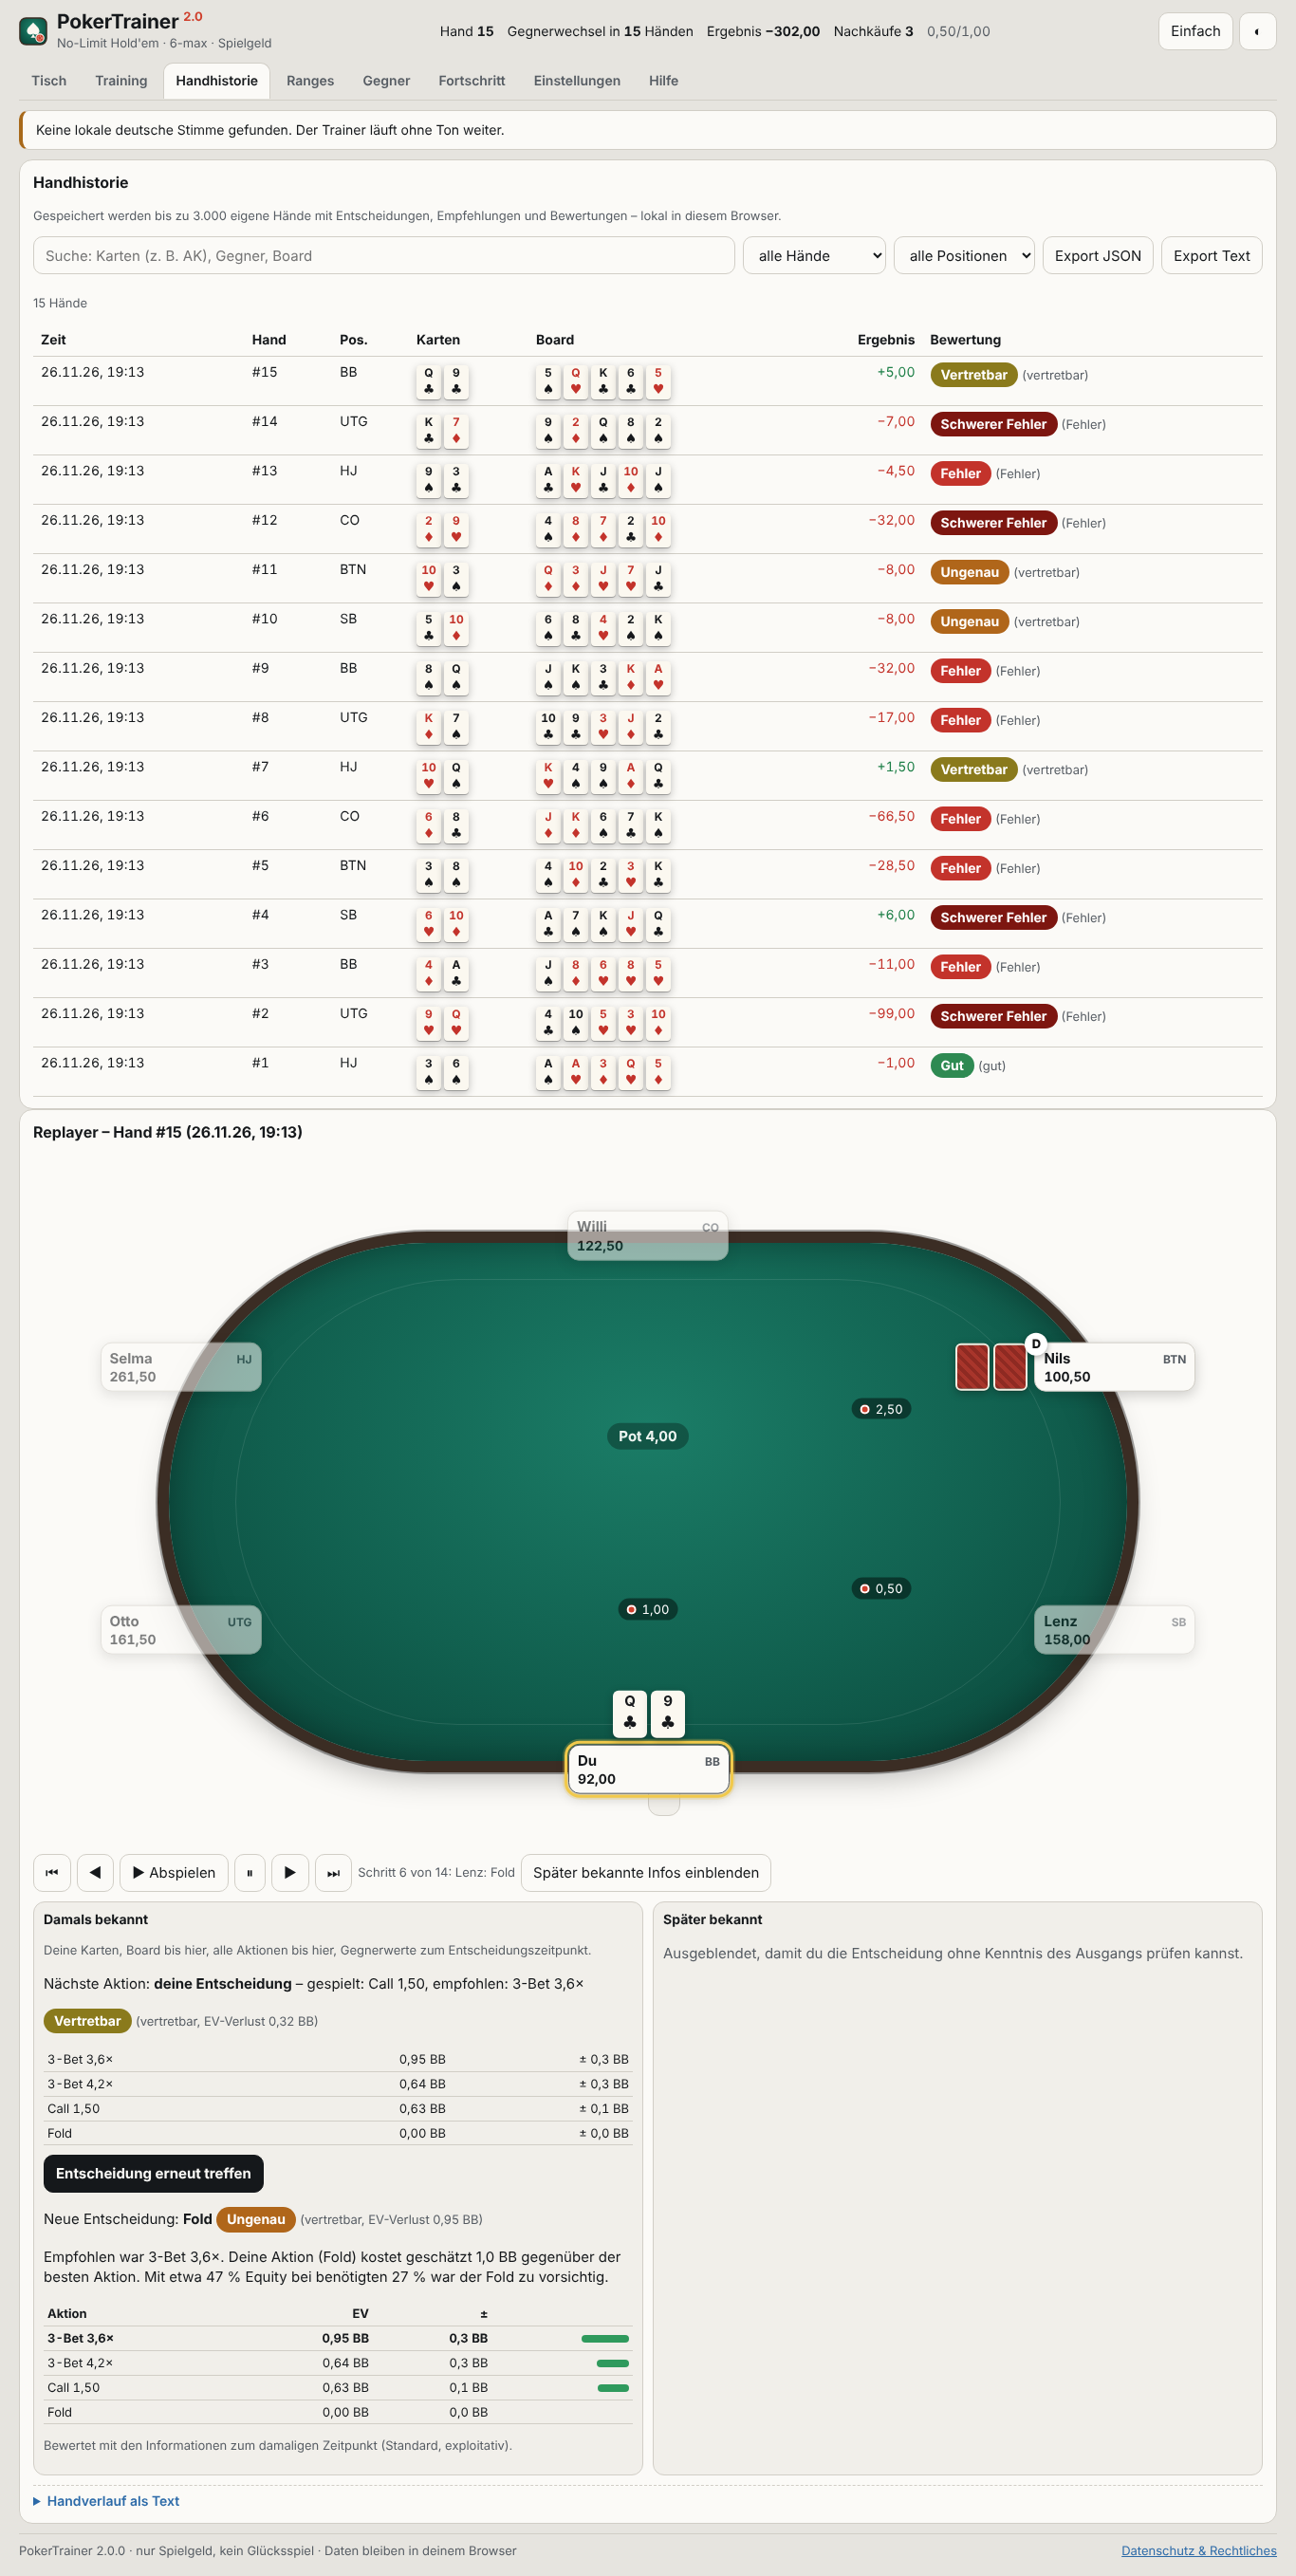 PokerTrainer 2.0
No-Limit Hold'em · 6-max · Spielgeld
Hand 15 Gegnerwechsel in 15 Händen Ergebnis −302,00 Nachkäufe 3 0,50/1,00
Einfach
Tisch Training Handhistorie Ranges Gegner Fortschritt Einstellungen Hilfe
Keine lokale deutsche Stimme gefunden. Der Trainer läuft ohne Ton weiter.
Handhistorie
Gespeichert werden bis zu 3.000 eigene Hände mit Entscheidungen, Empfehlungen und Bewertungen – lokal in diesem Browser.
Suche: Karten (z. B. AK), Gegner, Board alle Hände alle Positionen Export JSON Export Text
15 Hände
Zeit Hand Pos. Karten Board Ergebnis Bewertung
26.11.26, 19:13 #15 BB Q♣ 9♣ 5♠ Q♥ K♣ 6♣ 5♥ +5,00 Vertretbar (vertretbar)
26.11.26, 19:13 #14 UTG K♣ 7♦ 9♠ 2♦ Q♠ 8♠ 2♠ −7,00 Schwerer Fehler (Fehler)
26.11.26, 19:13 #13 HJ 9♠ 3♣ A♣ K♥ J♣ 10♦ J♠ −4,50 Fehler (Fehler)
26.11.26, 19:13 #12 CO 2♦ 9♥ 4♠ 8♦ 7♦ 2♣ 10♦ −32,00 Schwerer Fehler (Fehler)
26.11.26, 19:13 #11 BTN 10♥ 3♠ Q♦ 3♦ J♥ 7♥ J♣ −8,00 Ungenau (vertretbar)
26.11.26, 19:13 #10 SB 5♣ 10♦ 6♠ 8♣ 4♥ 2♠ K♠ −8,00 Ungenau (vertretbar)
26.11.26, 19:13 #9 BB 8♠ Q♠ J♠ K♠ 3♣ K♦ A♥ −32,00 Fehler (Fehler)
26.11.26, 19:13 #8 UTG K♦ 7♠ 10♣ 9♣ 3♥ J♦ 2♣ −17,00 Fehler (Fehler)
26.11.26, 19:13 #7 HJ 10♥ Q♠ K♥ 4♠ 9♠ A♦ Q♣ +1,50 Vertretbar (vertretbar)
26.11.26, 19:13 #6 CO 6♦ 8♣ J♦ K♦ 6♠ 7♣ K♠ −66,50 Fehler (Fehler)
26.11.26, 19:13 #5 BTN 3♠ 8♠ 4♠ 10♦ 2♣ 3♥ K♣ −28,50 Fehler (Fehler)
26.11.26, 19:13 #4 SB 6♥ 10♦ A♣ 7♠ K♠ J♥ Q♣ +6,00 Schwerer Fehler (Fehler)
26.11.26, 19:13 #3 BB 4♦ A♣ J♠ 8♦ 6♥ 8♥ 5♥ −11,00 Fehler (Fehler)
26.11.26, 19:13 #2 UTG 9♥ Q♥ 4♣ 10♠ 5♥ 3♥ 10♦ −99,00 Schwerer Fehler (Fehler)
26.11.26, 19:13 #1 HJ 3♠ 6♠ A♠ A♥ 3♦ Q♥ 5♦ −1,00 Gut (gut)
Replayer – Hand #15 (26.11.26, 19:13)
Willi CO
122,50
Selma HJ
261,50
D
Nils BTN
100,50
2,50
Pot 4,00
0,50
1,00
Otto UTG
161,50
Lenz SB
158,00
Q♣ 9♣
Du BB
92,00
⏮ ◀ ▶ Abspielen ⏸ ▶ ⏭ Schritt 6 von 14: Lenz: Fold Später bekannte Infos einblenden
Damals bekannt
Deine Karten, Board bis hier, alle Aktionen bis hier, Gegnerwerte zum Entscheidungszeitpunkt.
Nächste Aktion: deine Entscheidung – gespielt: Call 1,50, empfohlen: 3-Bet 3,6×
Vertretbar (vertretbar, EV-Verlust 0,32 BB)
3-Bet 3,6× 0,95 BB ± 0,3 BB
3-Bet 4,2× 0,64 BB ± 0,3 BB
Call 1,50 0,63 BB ± 0,1 BB
Fold 0,00 BB ± 0,0 BB
Entscheidung erneut treffen
Neue Entscheidung: Fold Ungenau (vertretbar, EV-Verlust 0,95 BB)
Empfohlen war 3-Bet 3,6×. Deine Aktion (Fold) kostet geschätzt 1,0 BB gegenüber der
besten Aktion. Mit etwa 47 % Equity bei benötigten 27 % war der Fold zu vorsichtig.
Aktion EV ±
3-Bet 3,6× 0,95 BB 0,3 BB
3-Bet 4,2× 0,64 BB 0,3 BB
Call 1,50 0,63 BB 0,1 BB
Fold 0,00 BB 0,0 BB
Bewertet mit den Informationen zum damaligen Zeitpunkt (Standard, exploitativ).
Später bekannt
Ausgeblendet, damit du die Entscheidung ohne Kenntnis des Ausgangs prüfen kannst.
▶ Handverlauf als Text
PokerTrainer 2.0.0 · nur Spielgeld, kein Glücksspiel · Daten bleiben in deinem Browser
Datenschutz & Rechtliches